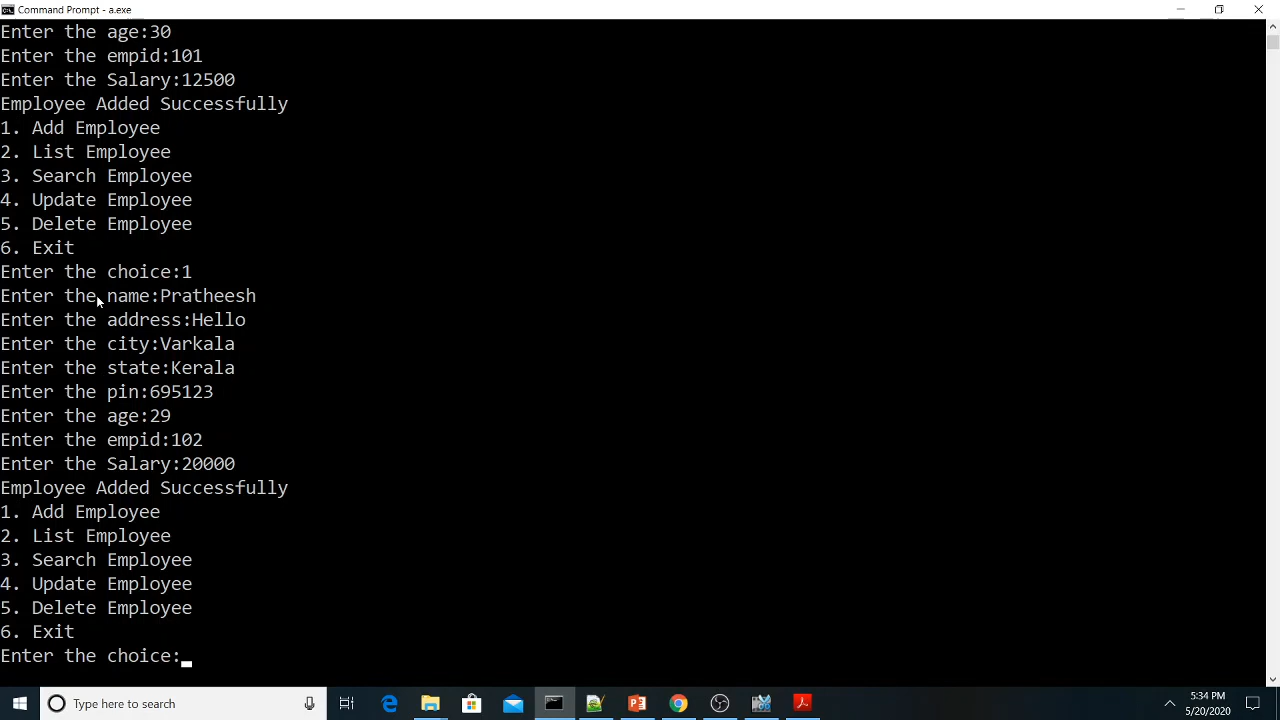 Command Prompt - a.exe
Enter the age:30
Enter the empid:101
Enter the Salary:12500
Employee Added Successfully
1. Add Employee
2. List Employee
3. Search Employee
4. Update Employee
5. Delete Employee
6. Exit
Enter the choice:1
Enter the name:Pratheesh
Enter the address:Hello
Enter the city:Varkala
Enter the state:Kerala
Enter the pin:695123
Enter the age:29
Enter the empid:102
Enter the Salary:20000
Employee Added Successfully
1. Add Employee
2. List Employee
3. Search Employee
4. Update Employee
5. Delete Employee
6. Exit
Enter the choice:
Type here to search
5:34 PM
5/20/2020